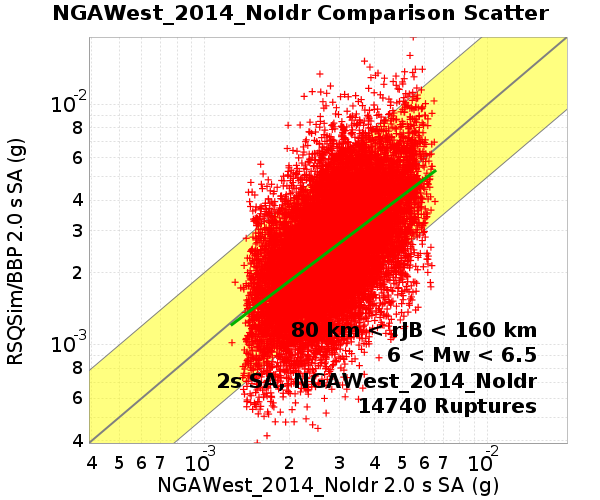 NGAWest_2014_NoIdr Comparison Scatter
RSQSim/BBP 2.0 s SA (g)
10-2
8
6
4
3
2
10-3
8
6
4
80 km < rJB < 160 km
6 < Mw < 6.5
2s SA, NGAWest_2014_NoIdr
14740 Ruptures
4 5 6 7 10-3 2 3 4 5 6 7 10-2
NGAWest_2014_NoIdr 2.0 s SA (g)